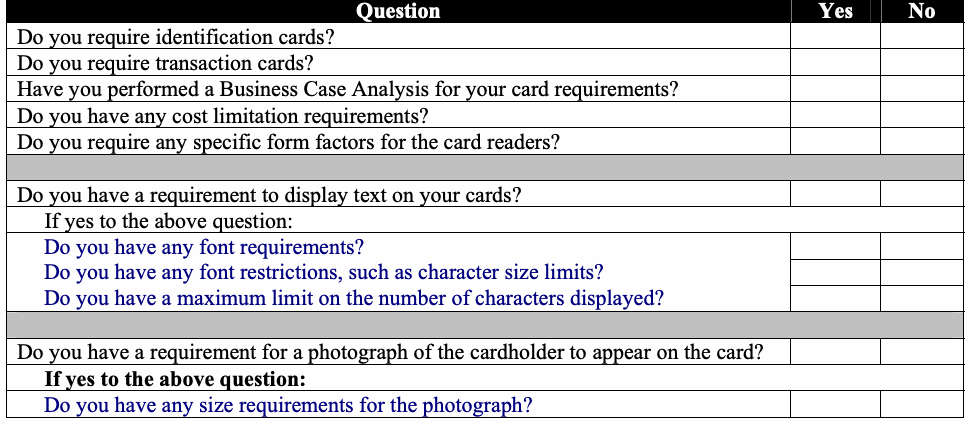 Question Yes No
Do you require identification cards?
Do you require transaction cards?
Have you performed a Business Case Analysis for your card requirements?
Do you have any cost limitation requirements?
Do you require any specific form factors for the card readers?
Do you have a requirement to display text on your cards?
If yes to the above question:
Do you have any font requirements?
Do you have any font restrictions, such as character size limits?
Do you have a maximum limit on the number of characters displayed?
Do you have a requirement for a photograph of the cardholder to appear on the card?
If yes to the above question:
Do you have any size requirements for the photograph?